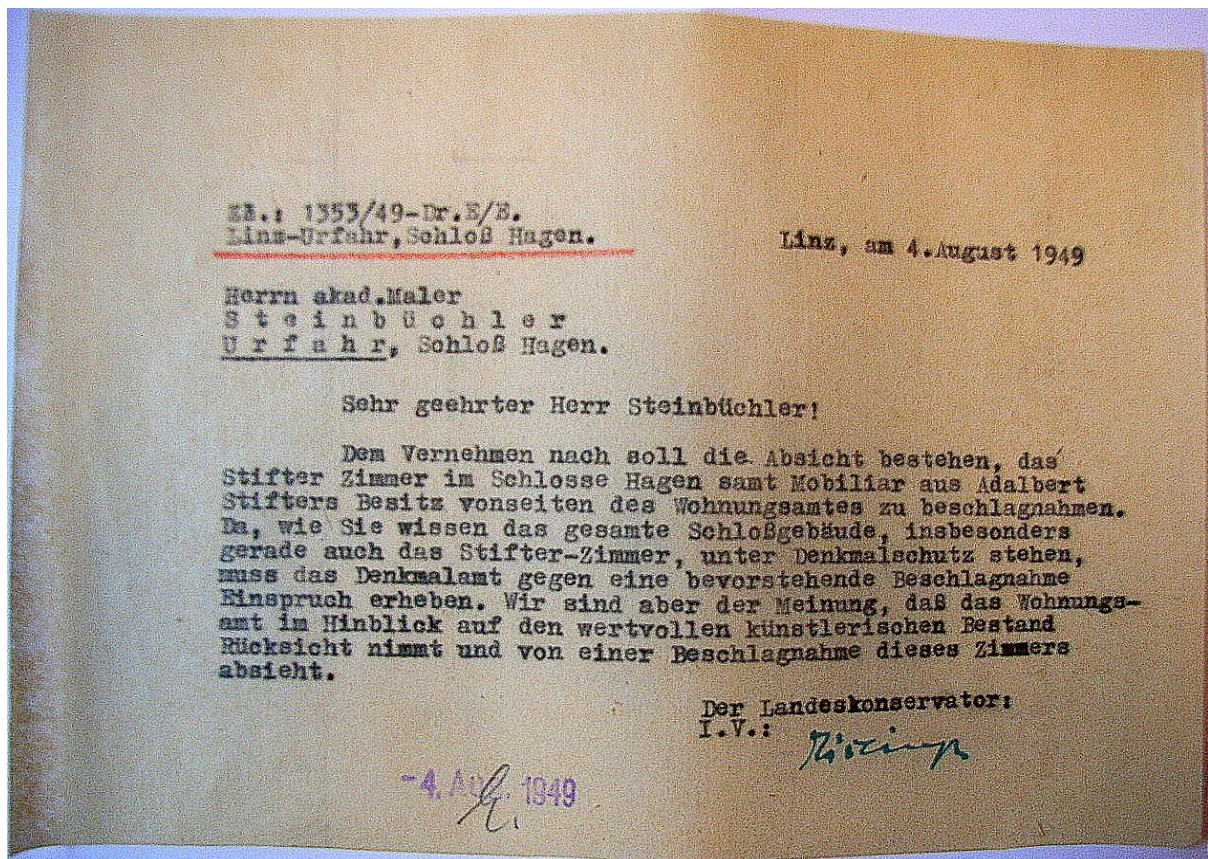 Zl.: 1353/49-Dr.E/E.
Linz-Urfahr, Schloß Hagen.
Linz, am 4.August 1949
Herrn akad.Maler
S t e i n b ü c h l e r
U r f a h r, Schloß Hagen.
Sehr geehrter Herr Steinbüchler!
Dem Vernehmen nach soll die Absicht bestehen, das
Stifter Zimmer im Schlosse Hagen samt Mobiliar aus Adalbert
Stifters Besitz vonseiten des Wohnungsamtes zu beschlagnahmen.
Da, wie Sie wissen das gesamte Schloßgebäude, insbesonders
gerade auch das Stifter-Zimmer, unter Denkmalschutz stehen,
muss das Denkmalamt gegen eine bevorstehende Beschlagnahme
Einspruch erheben. Wir sind aber der Meinung, daß das Wohnungs-
amt im Hinblick auf den wertvollen künstlerischen Bestand
Rücksicht nimmt und von einer Beschlagnahme dieses Zimmers
absieht.
Der Landeskonservator:
I.V.:
-4. AUG. 1949